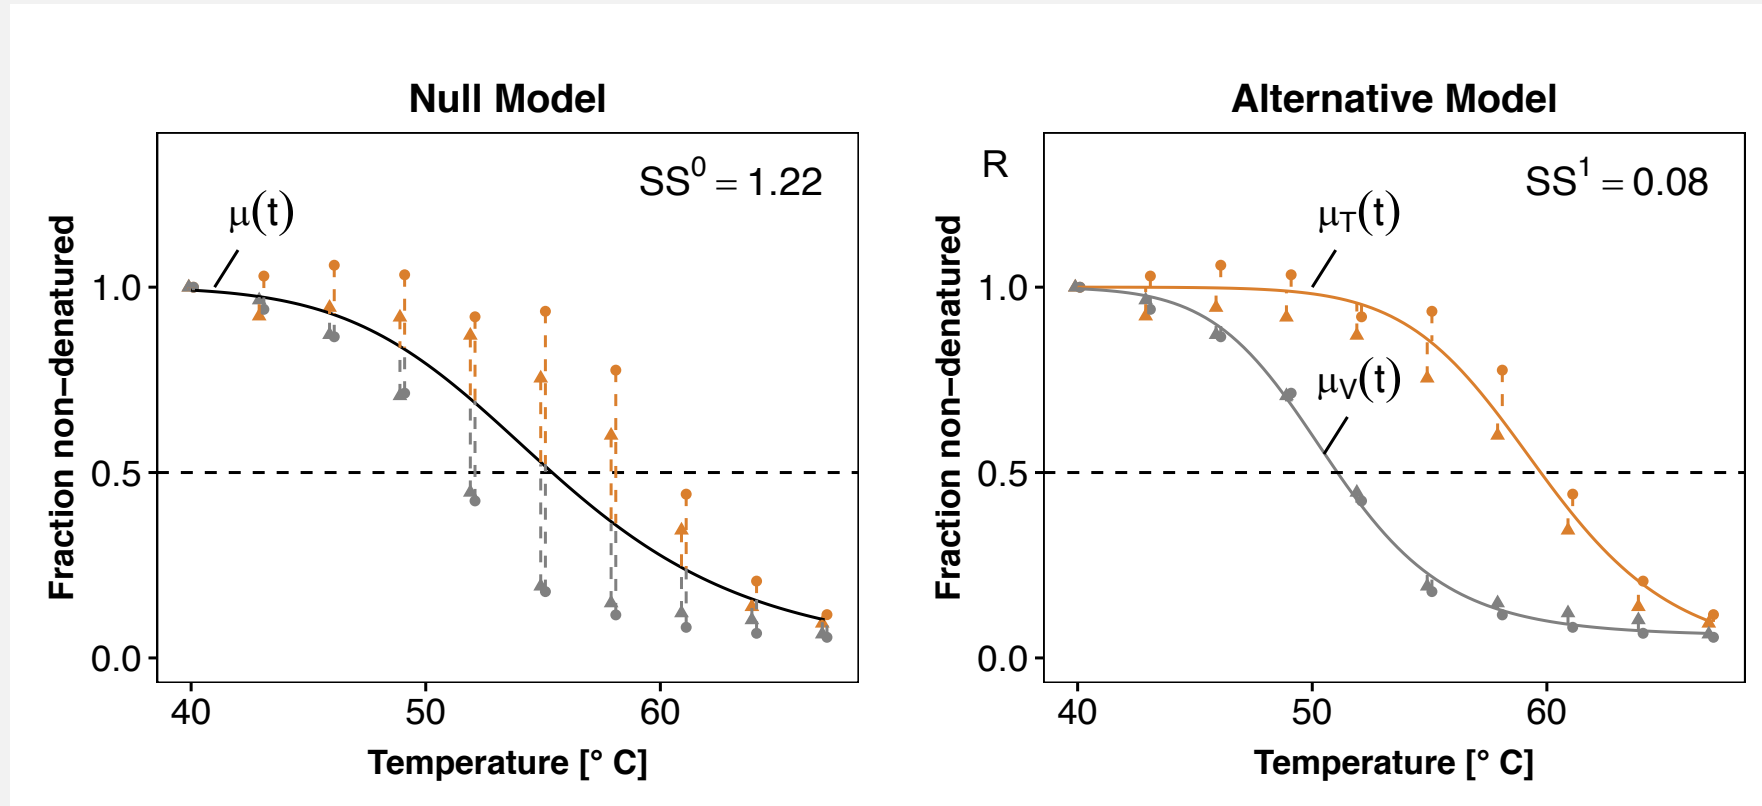 Null Model
SS⁰ = 1.22
μ(t)
Fraction non−denatured
1.0
0.5
0.0
40 50 60
Temperature [° C]
Alternative Model
R
SS¹ = 0.08
μT(t)
μV(t)
Fraction non−denatured
1.0
0.5
0.0
40 50 60
Temperature [° C]